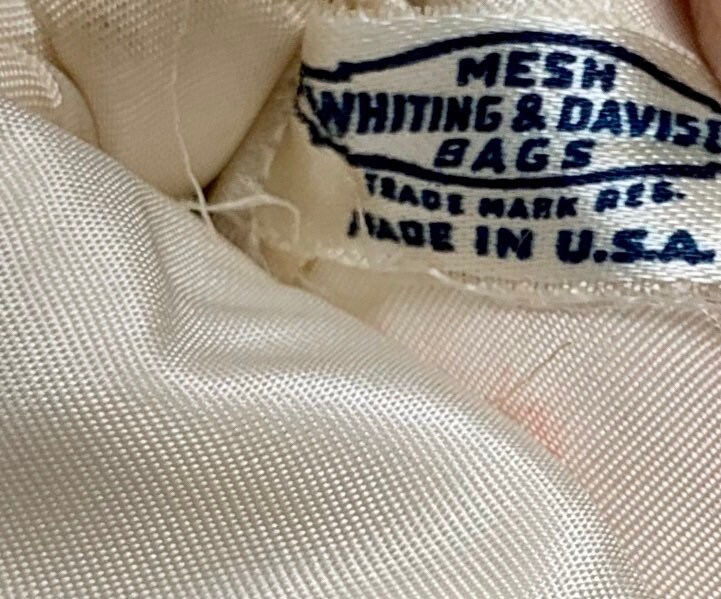 MESH
WHITING & DAVIS
BAGS
TRADE MARK REG.
MADE IN U.S.A.